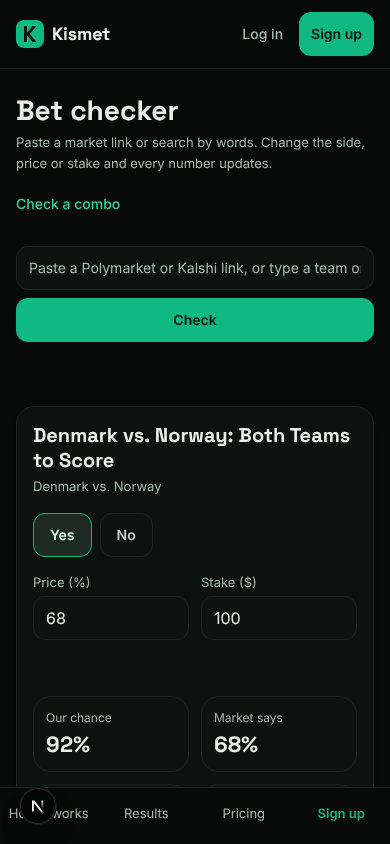 K Kismet
Log in
Sign up
Bet checker
Paste a market link or search by words. Change the side,
price or stake and every number updates.
Check a combo
Paste a Polymarket or Kalshi link, or type a team o
Check
Denmark vs. Norway: Both Teams
to Score
Denmark vs. Norway
Yes
No
Price (%)
Stake ($)
68
100
Our chance
Market says
92%
68%
N
works
Results
Pricing
Sign up